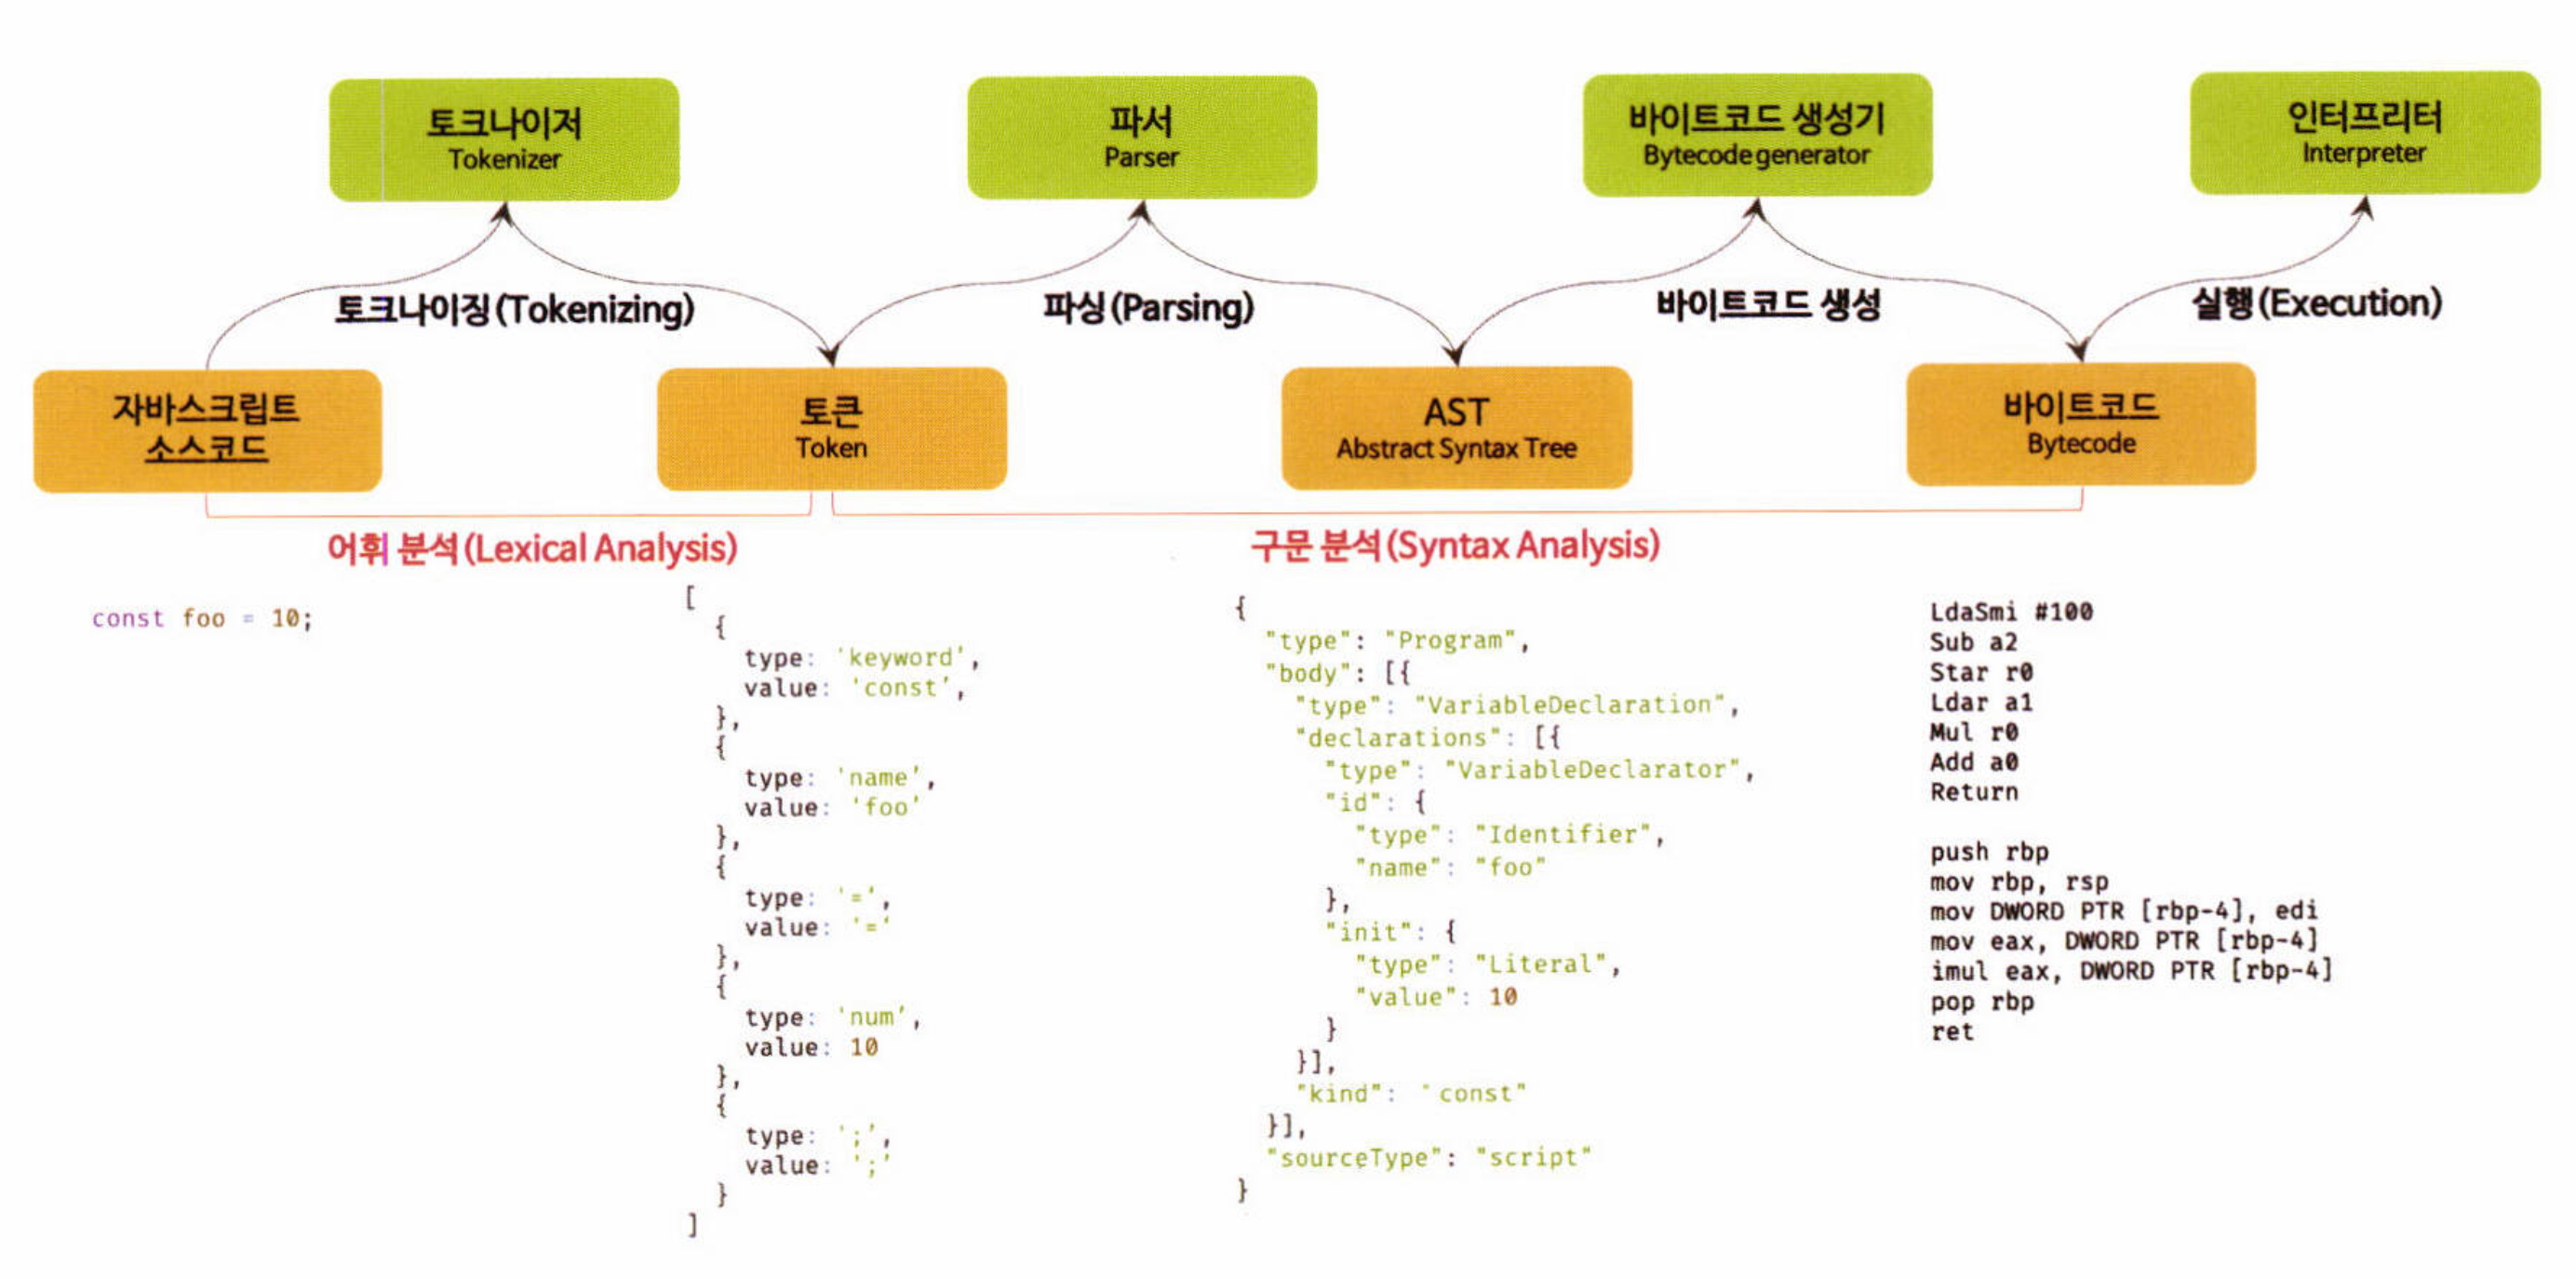 토크나이저
Tokenizer
파서
Parser
바이트코드 생성기
Bytecode generator
인터프리터
Interpreter
토크나이징(Tokenizing)
파싱(Parsing)
바이트코드 생성
실행(Execution)
자바스크립트
소스코드
토큰
Token
AST
Abstract Syntax Tree
바이트코드
Bytecode
어휘 분석(Lexical Analysis)
구문 분석(Syntax Analysis)
const foo = 10;
[
{
type: 'keyword',
value: 'const',
},
{
type: 'name',
value: 'foo'
},
{
type: '=',
value: '='
},
{
type: 'num',
value: 10
},
{
type: ';',
value: ';'
}
]
{
"type": "Program",
"body": [{
"type": "VariableDeclaration",
"declarations": [{
"type": "VariableDeclarator",
"id": {
"type": "Identifier",
"name": "foo"
},
"init": {
"type": "Literal",
"value": 10
}
}],
"kind": "const"
}],
"sourceType": "script"
}
LdaSmi #100
Sub a2
Star r0
Ldar a1
Mul r0
Add a0
Return
push rbp
mov rbp, rsp
mov DWORD PTR [rbp-4], edi
mov eax, DWORD PTR [rbp-4]
imul eax, DWORD PTR [rbp-4]
pop rbp
ret